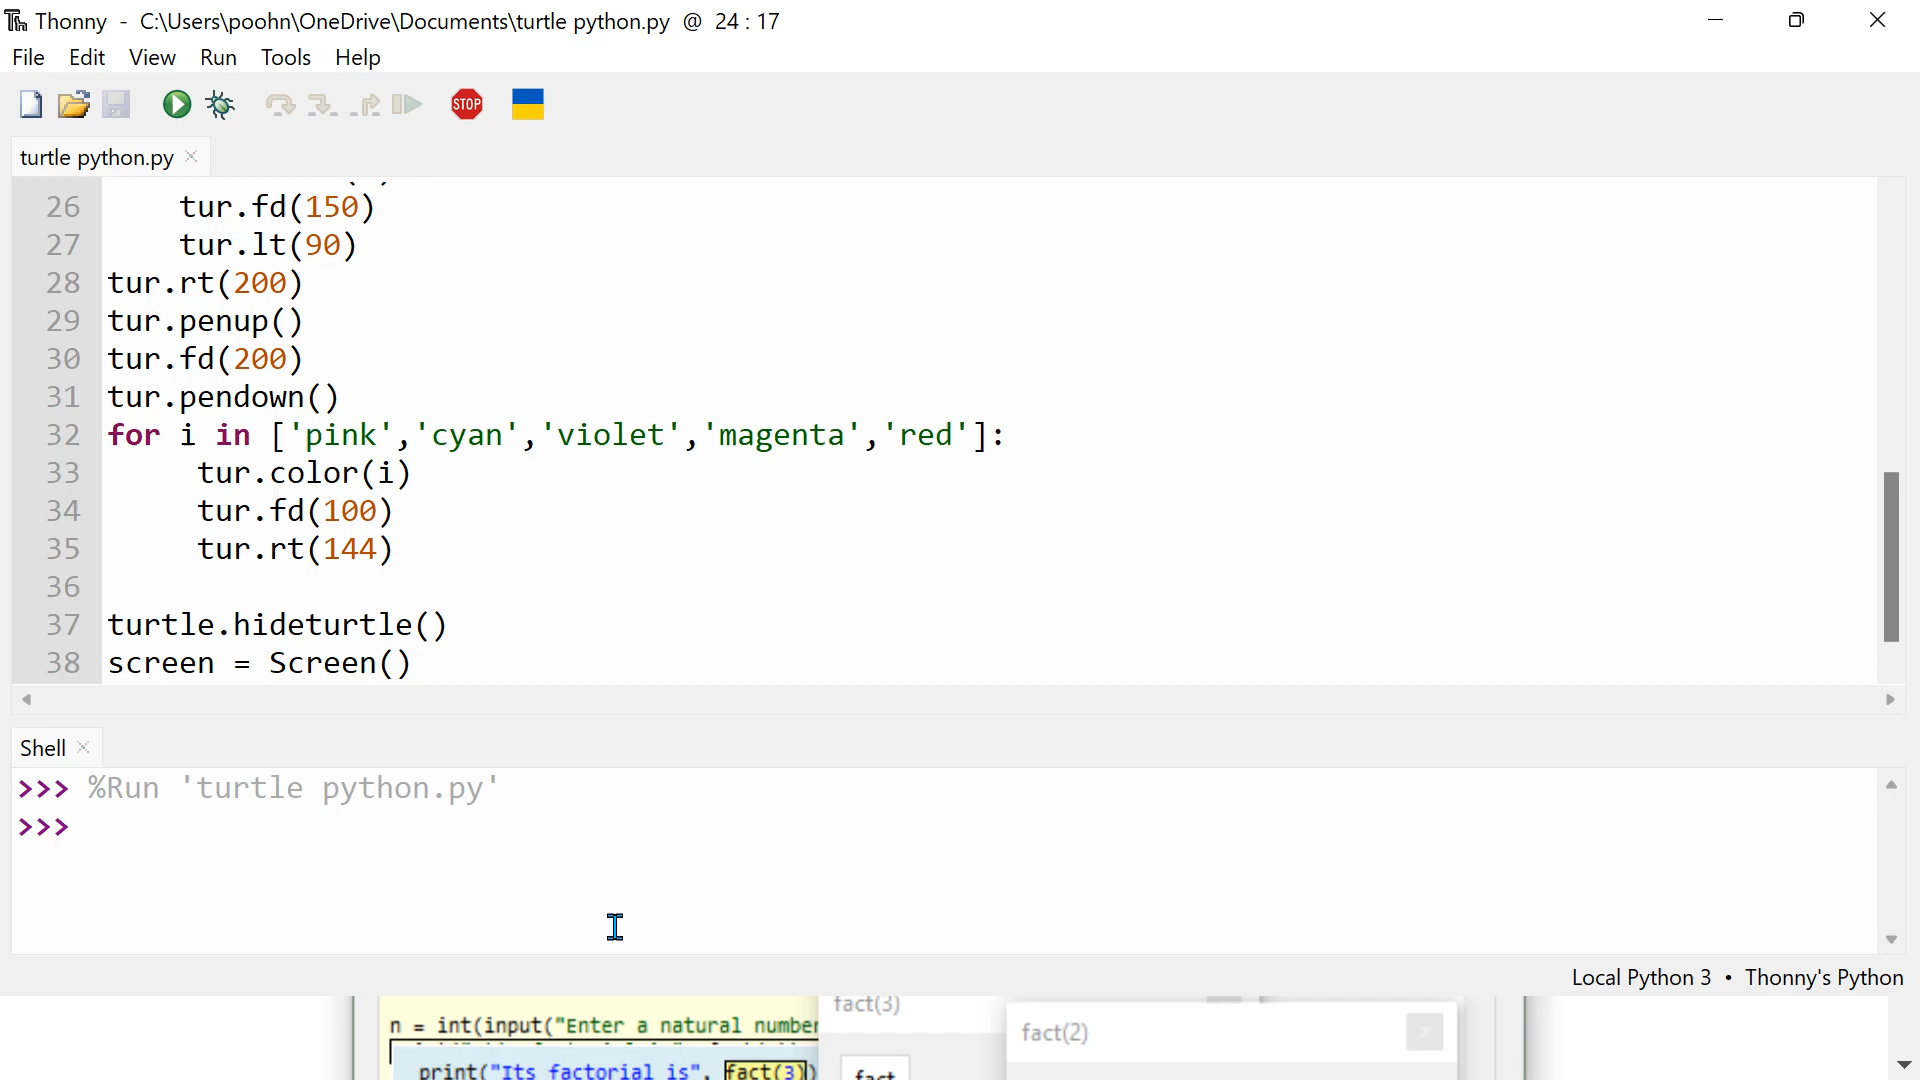 Thonny - C:\Users\poohn\OneDrive\Documents\turtle python.py @ 24 : 17
File Edit View Run Tools Help
STOP
turtle python.py
26 tur.fd(150)
27 tur.lt(90)
28 tur.rt(200)
29 tur.penup()
30 tur.fd(200)
31 tur.pendown()
32 for i in ['pink','cyan','violet','magenta','red']:
33 tur.color(i)
34 tur.fd(100)
35 tur.rt(144)
36
37 turtle.hideturtle()
38 screen = Screen()
Shell
>>> %Run 'turtle python.py'
>>>
Local Python 3 • Thonny's Python
fact(3)
n = int(input("Enter a natural number
fact(2)
print("Its factorial is", fact(3))
fact